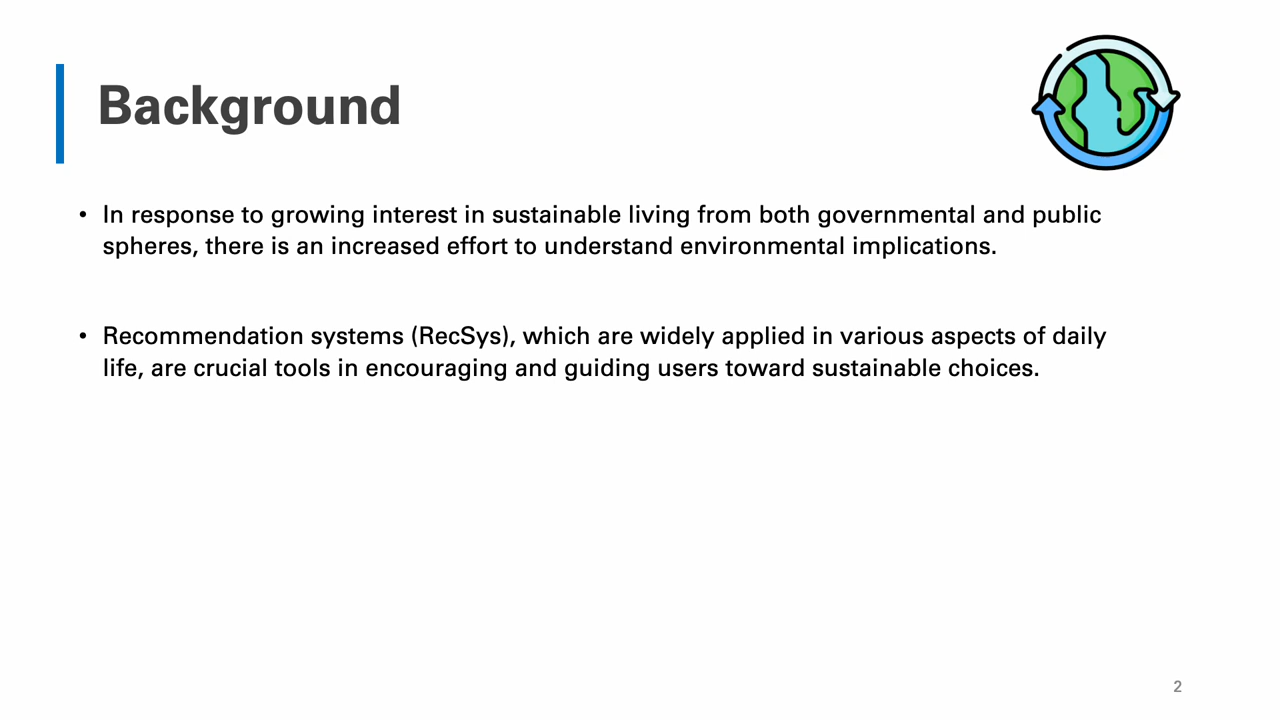 Background
• In response to growing interest in sustainable living from both governmental and public
spheres, there is an increased effort to understand environmental implications.
• Recommendation systems (RecSys), which are widely applied in various aspects of daily
life, are crucial tools in encouraging and guiding users toward sustainable choices.
2